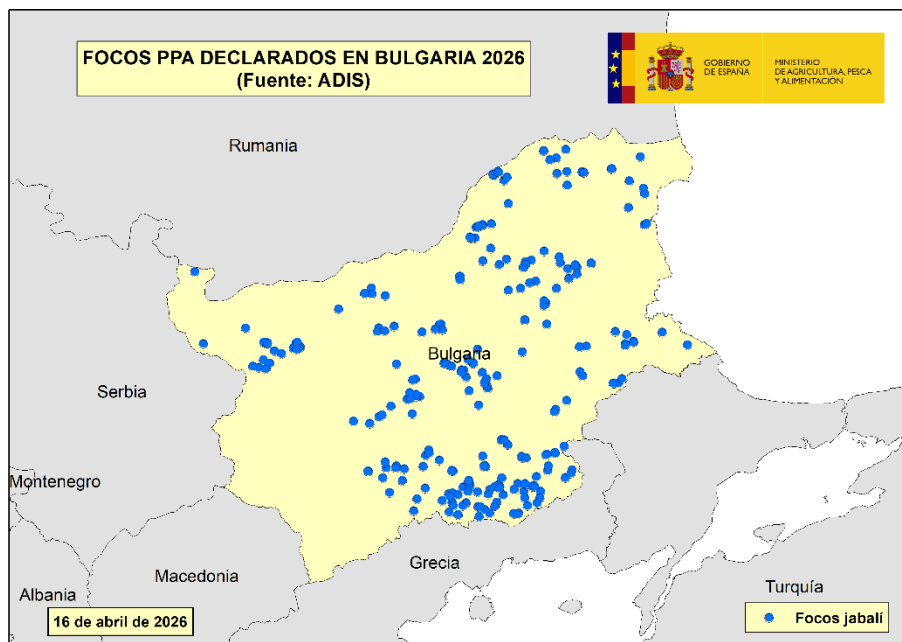 FOCOS PPA DECLARADOS EN BULGARIA 2026
(Fuente: ADIS)
GOBIERNO
DE ESPAÑA
MINISTERIO
DE AGRICULTURA, PESCA
Y ALIMENTACIÓN
Rumania
Bulgaria
Serbia
Montenegro
Macedonia
Albania
Grecia
Turquía
16 de abril de 2026
Focos jabalí